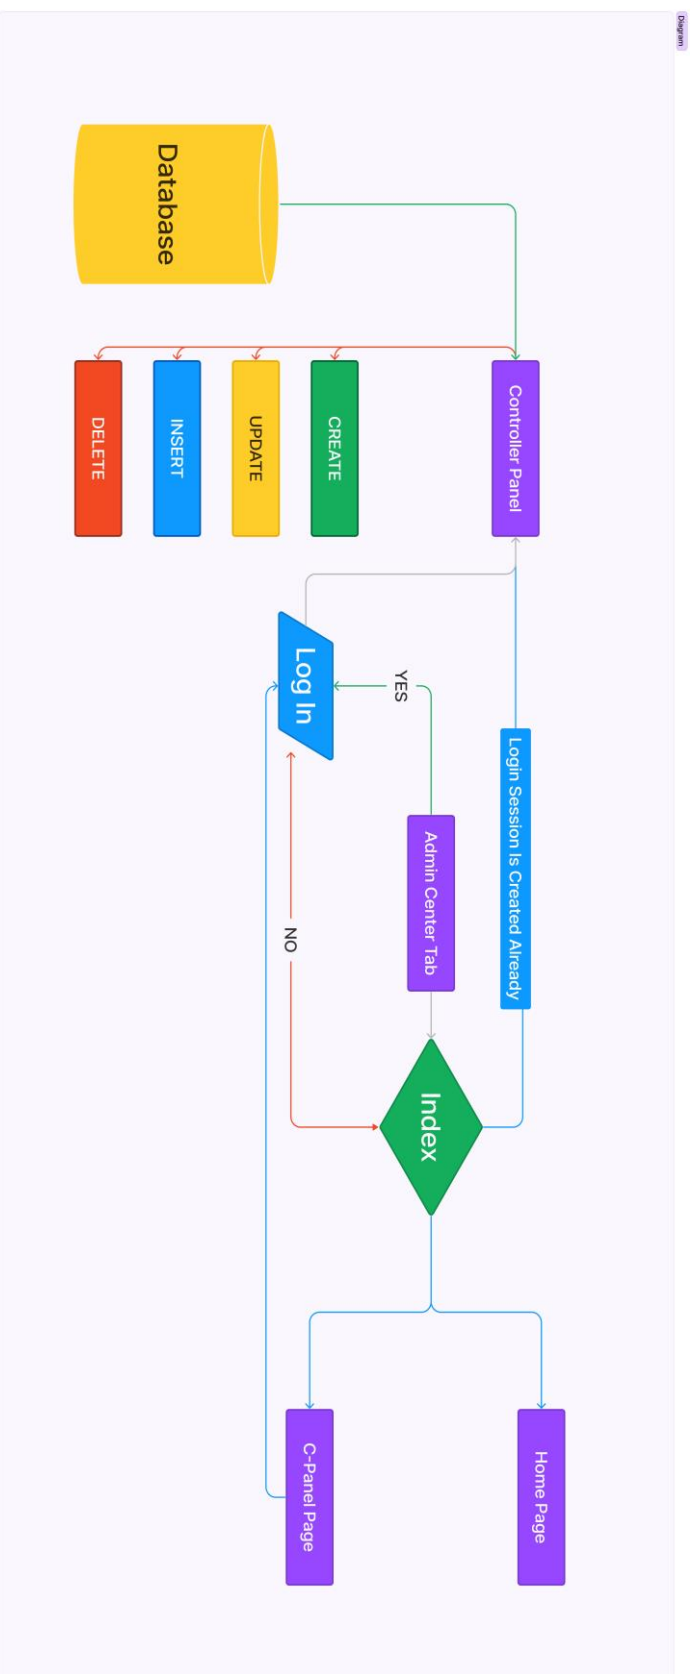 Diagram
Database
Controller Panel
CREATE
UPDATE
INSERT
DELETE
Log In
YES
NO
Login Session Is Created Already
Admin Center Tab
Index
Home Page
C-Panel Page